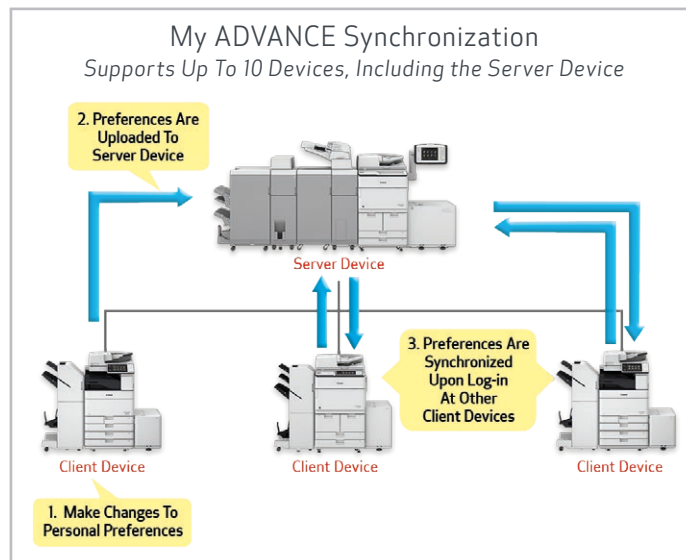 My ADVANCE Synchronization
Supports Up To 10 Devices, Including the Server Device
2. Preferences Are
Uploaded To
Server Device
Server Device
3. Preferences Are
Synchronized
Upon Log-in
At Other
Client Devices
Client Device
Client Device
Client Device
1. Make Changes To
Personal Preferences